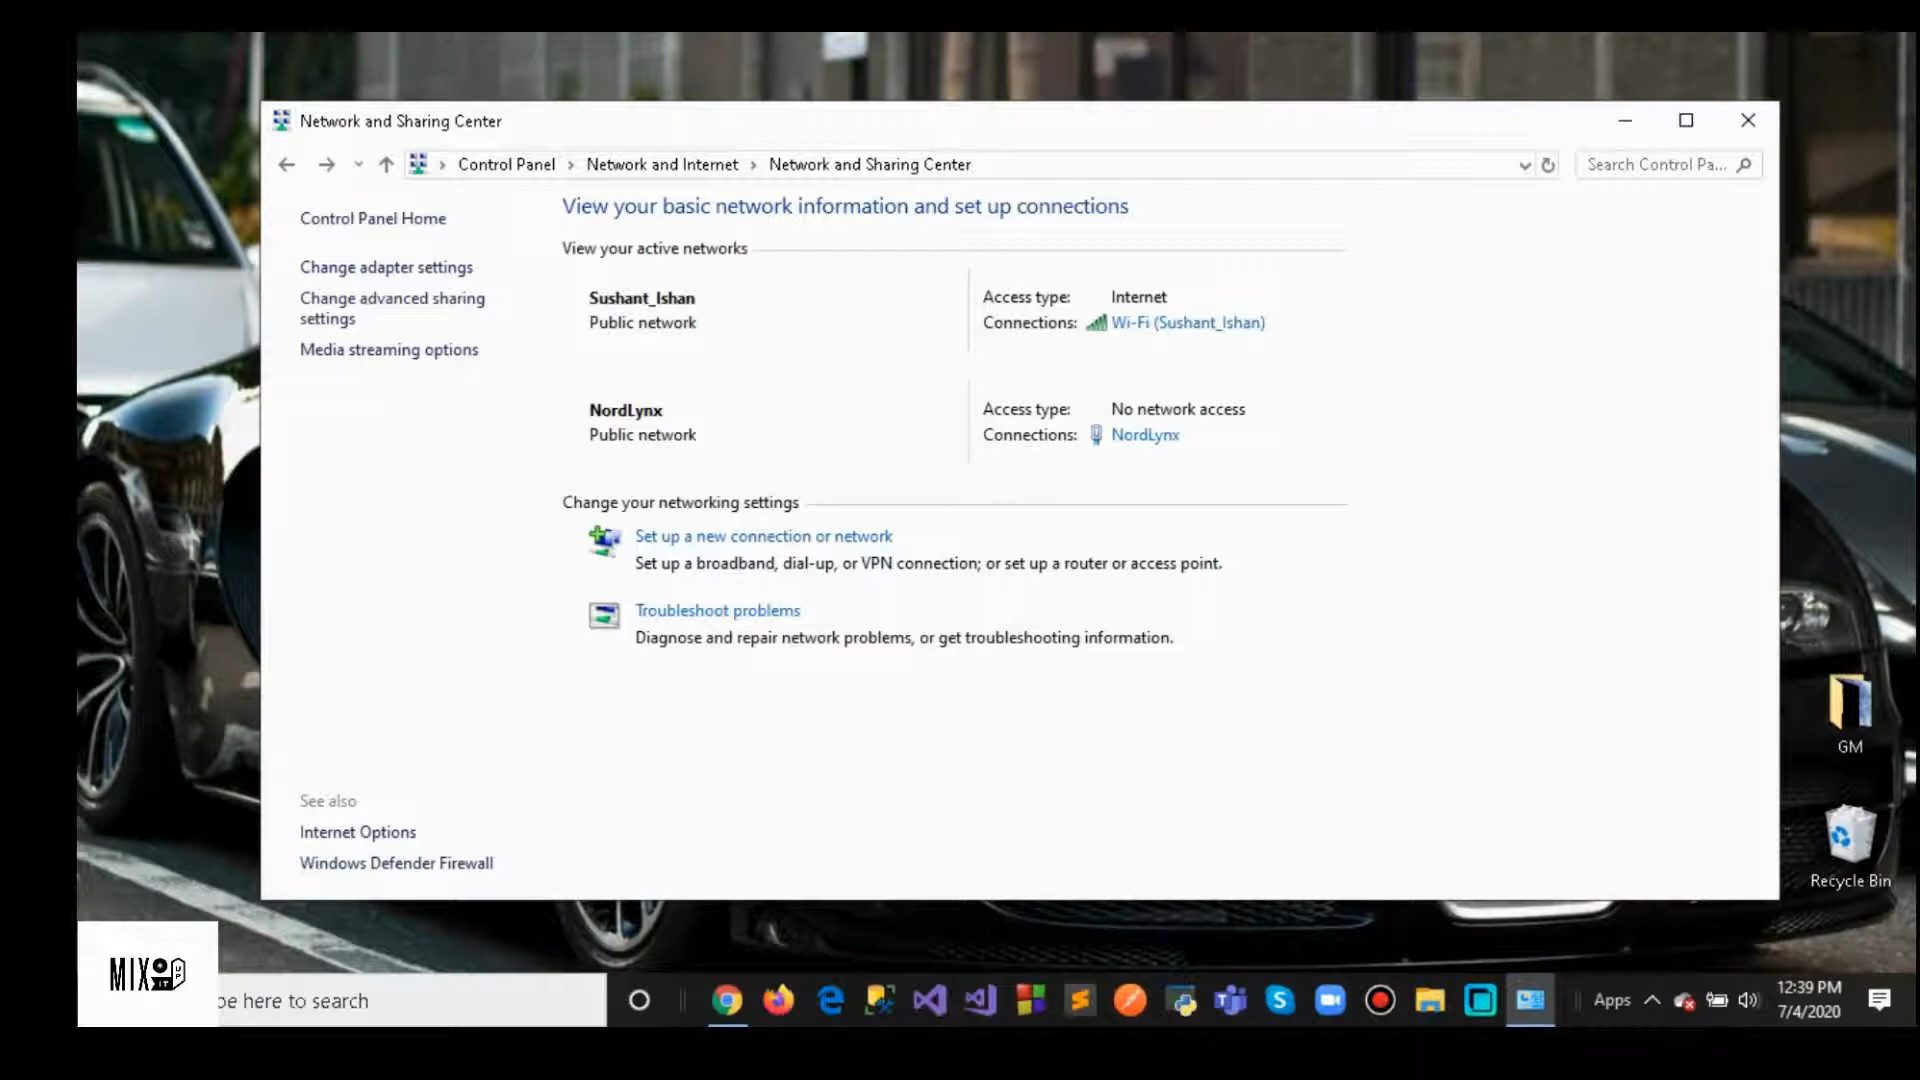 Network and Sharing Center
Control Panel > Network and Internet > Network and Sharing Center
Search Control Pa...
Control Panel Home
Change adapter settings
Change advanced sharing
settings
Media streaming options
View your basic network information and set up connections
View your active networks
Sushant_Ishan
Public network
Access type: Internet
Connections: Wi-Fi (Sushant_Ishan)
NordLynx
Public network
Access type: No network access
Connections: NordLynx
Change your networking settings
Set up a new connection or network
Set up a broadband, dial-up, or VPN connection; or set up a router or access point.
Troubleshoot problems
Diagnose and repair network problems, or get troubleshooting information.
See also
Internet Options
Windows Defender Firewall
GM
Recycle Bin
MIX IT UP
pe here to search
Apps
12:39 PM
7/4/2020